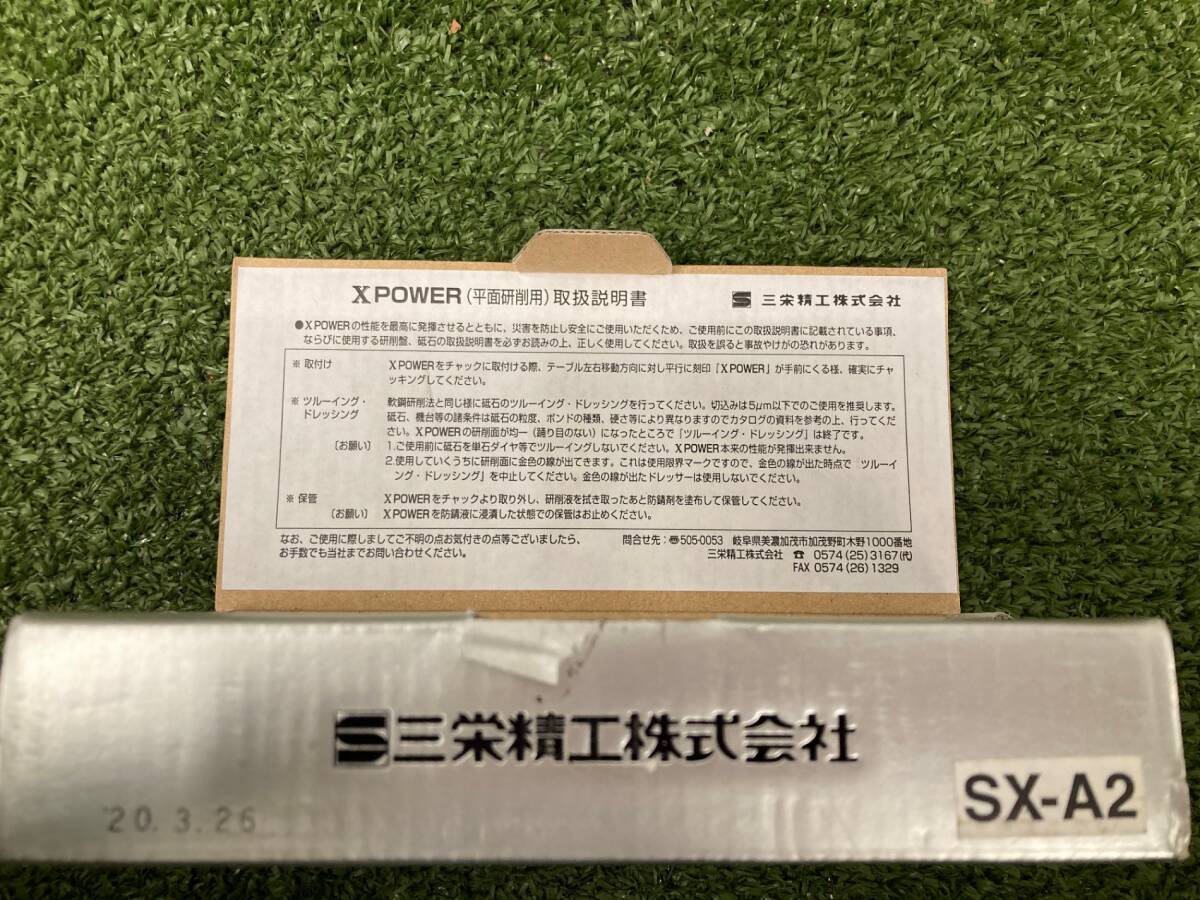 XPOWER(平面研削用)取扱説明書 三栄精工株式会社
●XPOWERの性能を最高に発揮させるとともに、災害を防止し安全にご使用いただくため、ご使用前にこの取扱説明書に記載されている事項、
ならびに使用する研削盤、砥石の取扱説明書を必ずお読みの上、正しく使用してください。取扱を誤ると事故やけがの恐れがあります。
※ 取付け XPOWERをチャックに取付ける際、テーブル左右移動方向に対し平行に刻印「XPOWER」が手前にくる様、確実にチャ
ッキングしてください。
※ ツルーイング・ 軟鋼研削法と同じ様に砥石のツルーイング・ドレッシングを行ってください。切込みは5μm以下でのご使用を推奨します。
ドレッシング 砥石、機台等の諸条件は砥石の粒度、ボンドの種類、硬さ等により異なりますのでカタログの資料を参考の上、行ってくだ
さい。XPOWERの研削面が均一(踊り目のない)になったところで「ツルーイング・ドレッシング」は終了です。
〔お願い〕 1.ご使用前に砥石を単石ダイヤ等でツルーイングしないでください。XPOWER本来の性能が発揮出来ません。
2.使用していくうちに研削面に金色の線が出てきます。これは使用限界マークですので、金色の線が出た時点で「ツルーイ
ング・ドレッシング」を中止してください。金色の線が出たドレッサーは使用しないでください。
※ 保管 XPOWERをチャックより取り外し、研削液を拭き取ったあと防錆剤を塗布して保管してください。
〔お願い〕 XPOWERを防錆液に浸漬した状態での保管はお止めください。
なお、ご使用に際しましてご不明の点お気付きの点等ございましたら、
お手数でも当社までお問い合わせください。
問合せ先:〠505-0053 岐阜県美濃加茂市加茂野町木野1000番地
三栄精工株式会社 ☎ 0574(25)3167(代)
FAX 0574(26)1329
三栄精工株式会社
SX-A2
'20.3.26